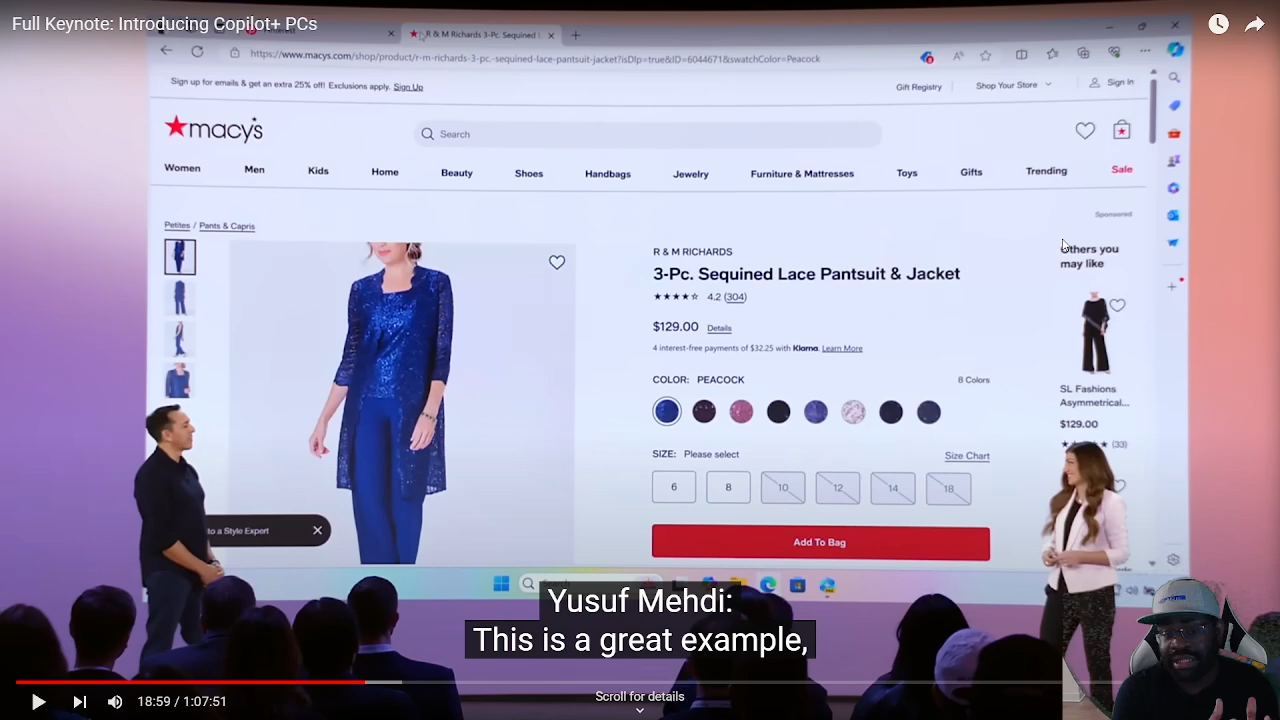 Full Keynote: Introducing Copilot+ PCs
R & M Richards 3-Pc. Sequined
https://www.macys.com/shop/product/r-m-richards-3-pc.-sequined-lace-pantsuit-jacket?isDlp=true&ID=6044671&swatchColor=Peacock
Sign up for emails & get an extra 25% off! Exclusions apply. Sign Up
Gift Registry
Shop Your Store
Sign in
macy's
Search
Women
Men
Kids
Home
Beauty
Shoes
Handbags
Jewelry
Furniture & Mattresses
Toys
Gifts
Trending
Sale
Petites / Pants & Capris
Sponsored
R & M RICHARDS
3-Pc. Sequined Lace Pantsuit & Jacket
4.2 (304)
$129.00 Details
4 interest-free payments of $32.25 with Klarna. Learn More
COLOR: PEACOCK
8 Colors
SIZE: Please select
Size Chart
6
8
10
12
14
18
Add To Bag
Others you
may like
SL Fashions
Asymmetrical...
$129.00
(33)
to a Style Expert
Yusuf Mehdi:
This is a great example,
18:59 / 1:07:51
Scroll for details